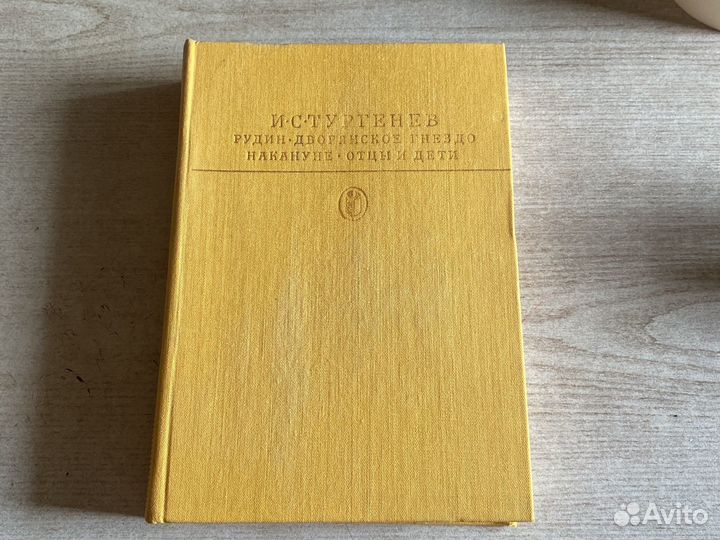 И·С·ТУРГЕНЕВ
РУДИН·ДВОРЯНСКОЕ ГНЕЗДО
НАКАНУНЕ·ОТЦЫ И ДЕТИ
Avito